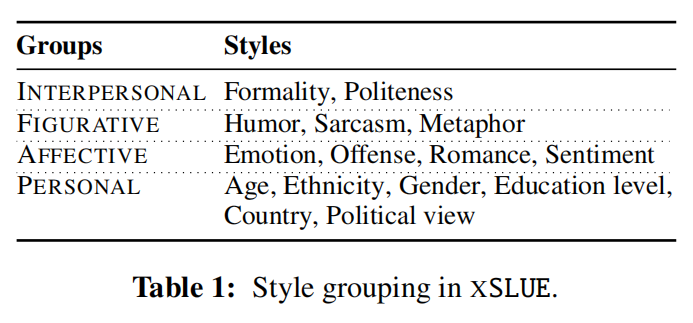 Groups Styles
INTERPERSONAL Formality, Politeness
FIGURATIVE Humor, Sarcasm, Metaphor
AFFECTIVE Emotion, Offense, Romance, Sentiment
PERSONAL Age, Ethnicity, Gender, Education level,
Country, Political view
Table 1: Style grouping in XSLUE.